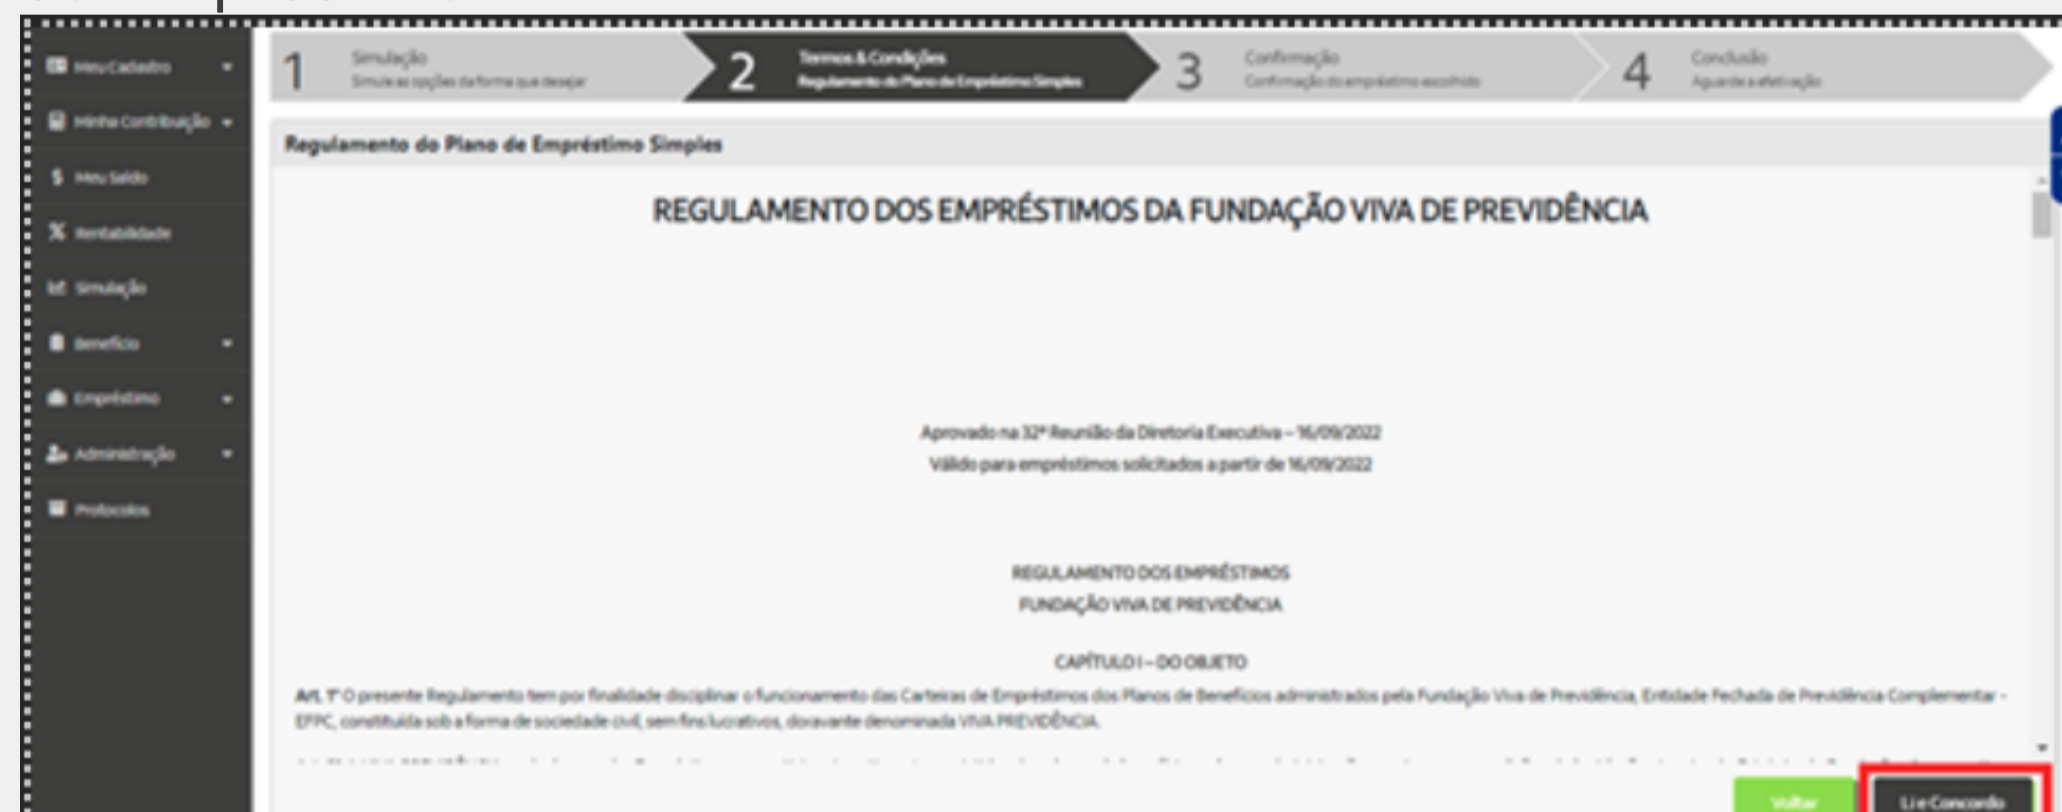 Meu Cadastro
Minha Contribuição
Meu Saldo
Rentabilidade
Simulação
Benefício
Empréstimo
Administração
Protocolos
1
Simulação
Simule as opções da forma que desejar
2
Termos & Condições
Regulamento do Plano de Empréstimo Simples
3
Confirmação
Confirmação do empréstimo escolhido
4
Conclusão
Aguarde a efetivação
Regulamento do Plano de Empréstimo Simples
REGULAMENTO DOS EMPRÉSTIMOS DA FUNDAÇÃO VIVA DE PREVIDÊNCIA
Aprovado na 32ª Reunião da Diretoria Executiva – 16/09/2022
Válido para empréstimos solicitados a partir de 16/09/2022
REGULAMENTO DOS EMPRÉSTIMOS
FUNDAÇÃO VIVA DE PREVIDÊNCIA
CAPÍTULO I – DO OBJETO
Art. 1º O presente Regulamento tem por finalidade disciplinar o funcionamento das Carteiras de Empréstimos dos Planos de Benefícios administrados pela Fundação Viva de Previdência, Entidade Fechada de Previdência Complementar -
EFPC, constituída sob a forma de sociedade civil, sem fins lucrativos, doravante denominada VIVA PREVIDÊNCIA.
Voltar
Li e Concordo